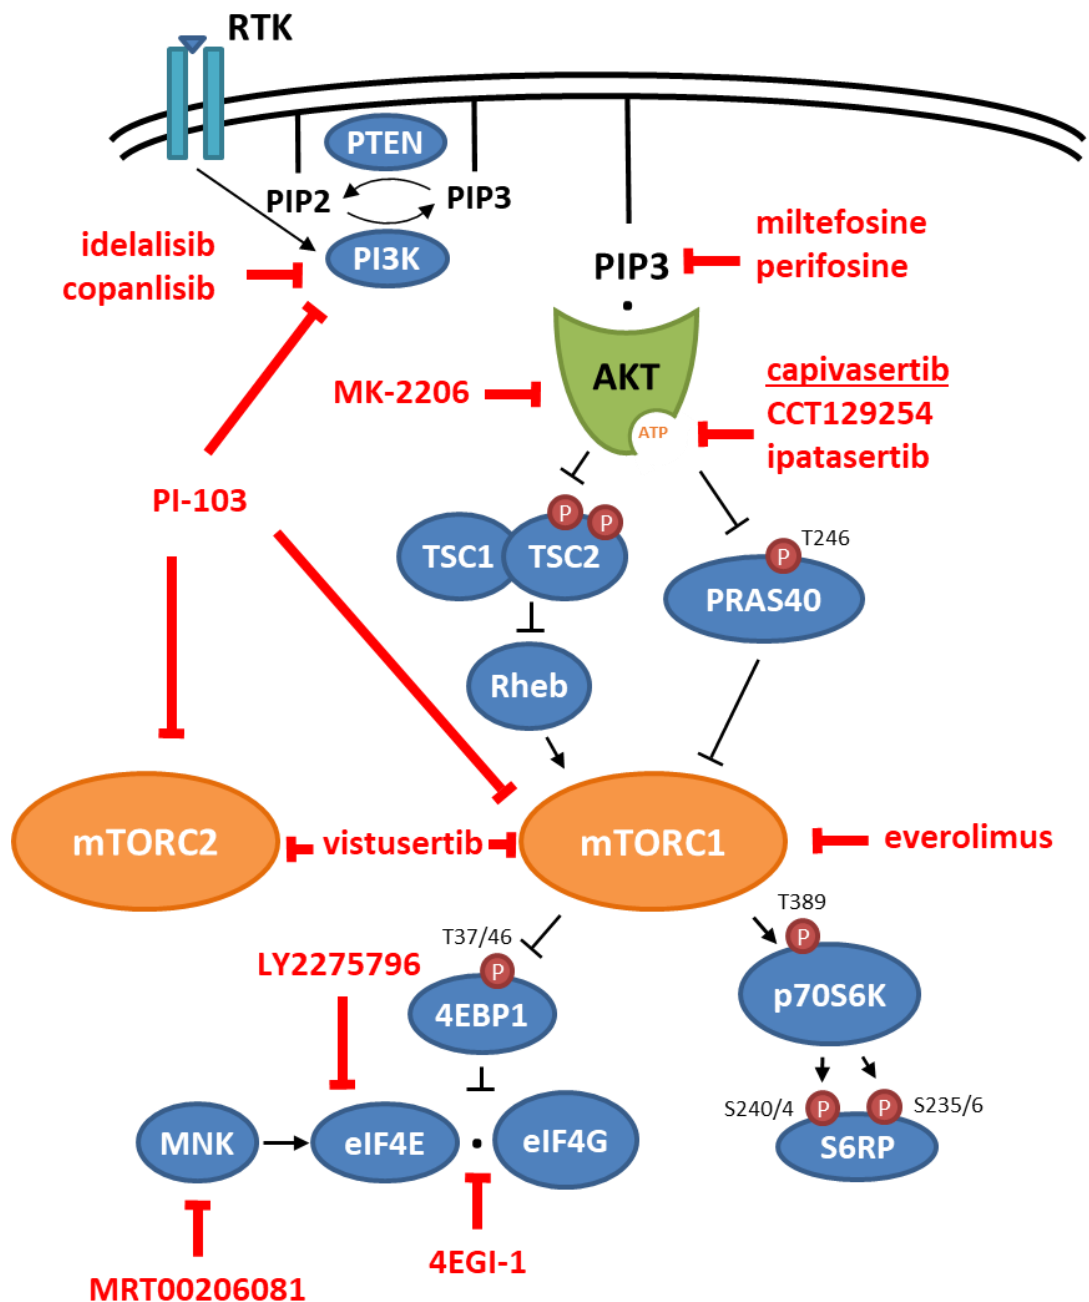 RTK
PTEN
PIP2
PIP3
PI3K
idelalisib
copanlisib
miltefosine
perifosine
PIP3
AKT
ATP
MK-2206
capivasertib
CCT129254
ipatasertib
PI-103
P
P
TSC1
TSC2
T246
P
PRAS40
Rheb
mTORC2
vistusertib
mTORC1
everolimus
T389
P
p70S6K
T37/46
P
4EBP1
LY2275796
S240/4
P
P
S235/6
S6RP
MNK
eIF4E
eIF4G
4EGI-1
MRT00206081